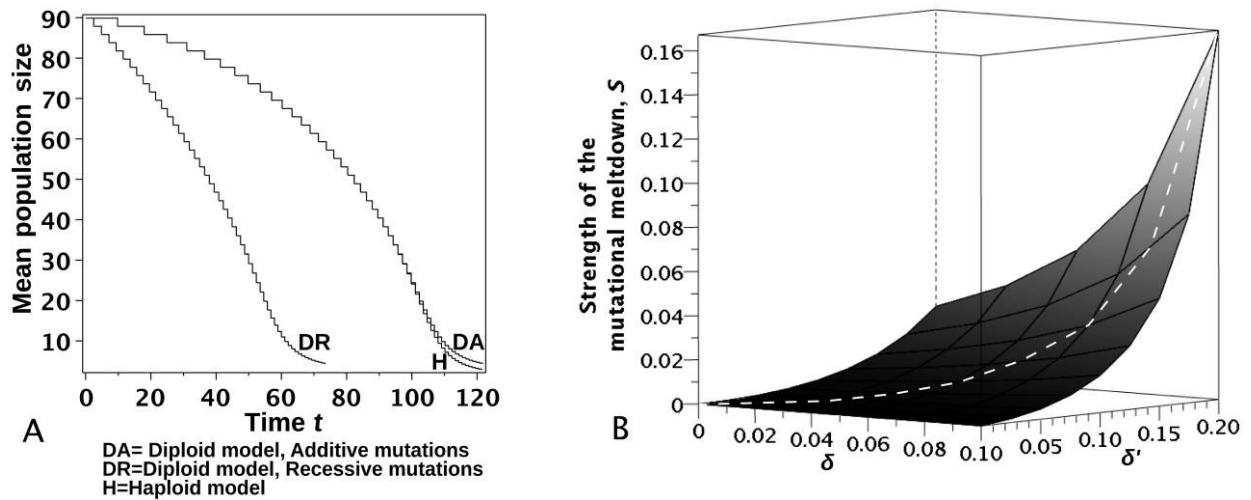 Mean population size
90
80
70
60
50
40
30
20
10
DR
DA
H
0 20 40 60 80 100 120
Time t
A
DA= Diploid model, Additive mutations
DR=Diploid model, Recessive mutations
H=Haploid model
Strength of the
mutational meltdown, S
0.16
0.14
0.12
0.10
0.08
0.06
0.04
0.02
0
0 0.02 0.04 0.06 0.08 0.10
δ
0.05 0.10 0.15 0.20
δ'
B